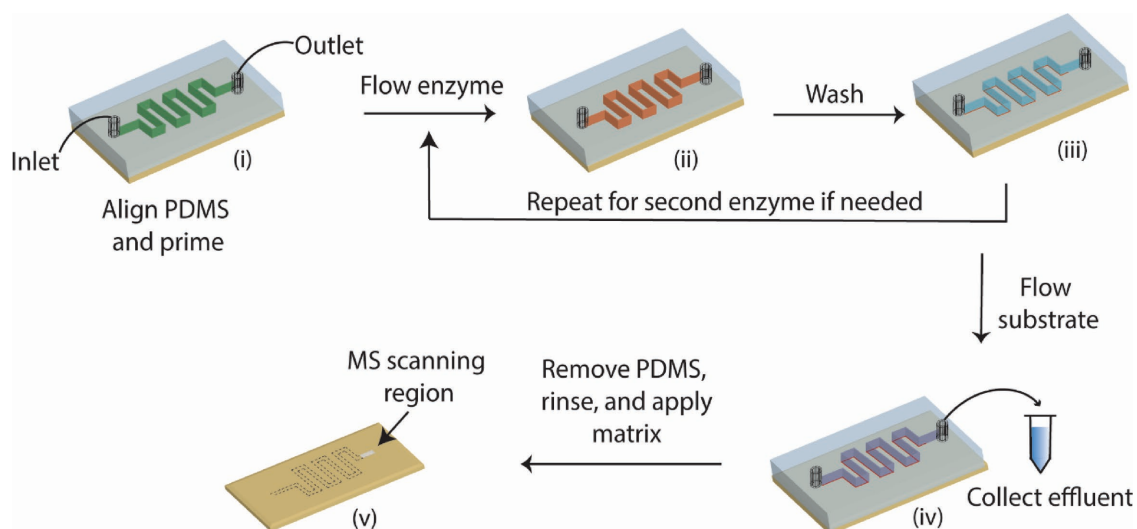 Outlet
Inlet
(i)
Align PDMS
and prime
Flow enzyme
(ii)
Wash
(iii)
Repeat for second enzyme if needed
Flow
substrate
(iv)
Collect effluent
Remove PDMS,
rinse, and apply
matrix
MS scanning
region
(v)